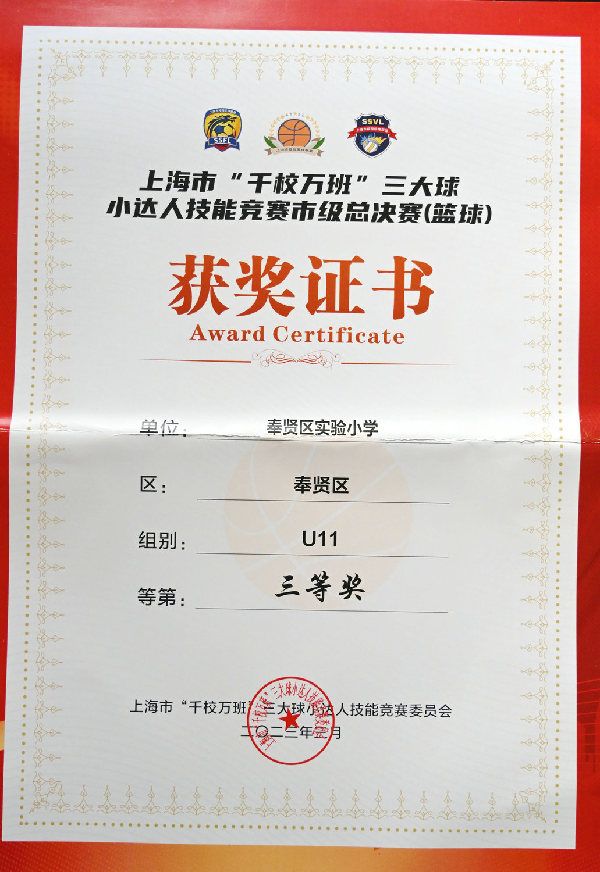 SSFL
SSVL
上海市“千校万班”三大球
小达人技能竞赛市级总决赛(篮球)
获奖证书
Award Certificate
单位： 奉贤区实验小学
区： 奉贤区
组别： U11
等第： 三等奖
上海市“千校万班”三大球小达人技能竞赛委员会
二〇二三年 月